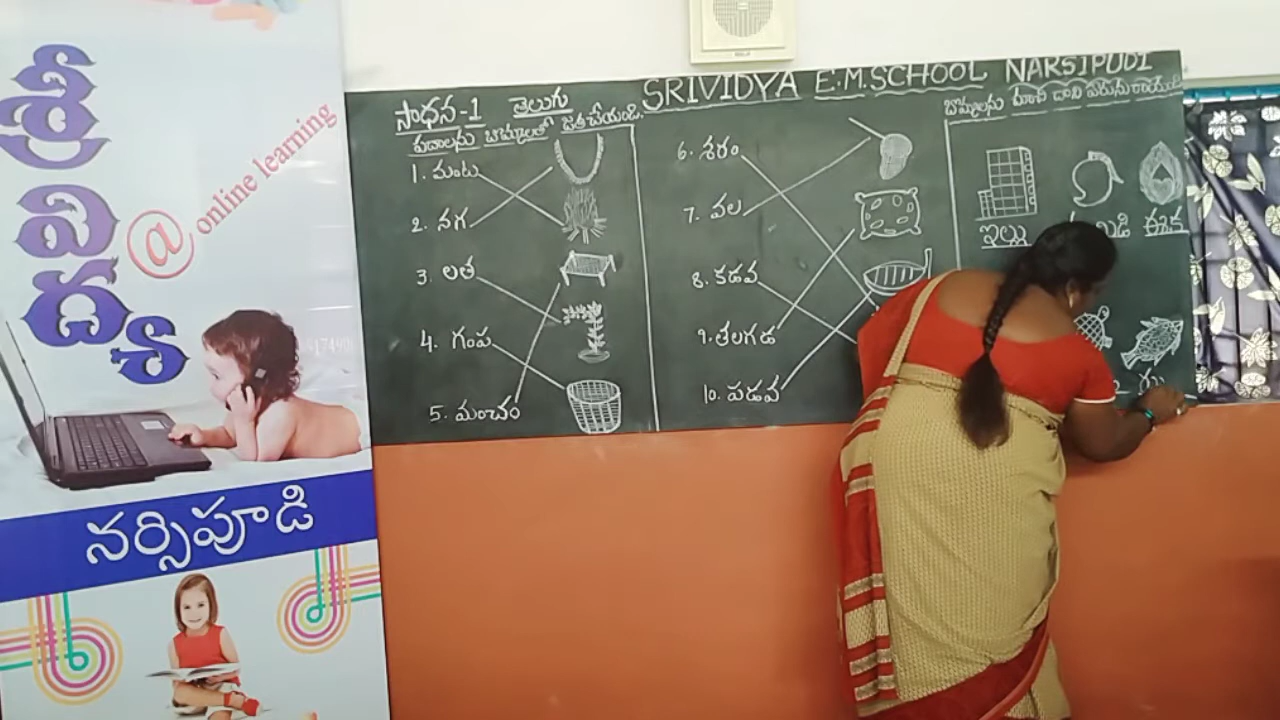 శ్రీ
వి
ద్య
@ online learning
నర్సిపూడి
SRIVIDYA E.M.SCHOOL NARSIPUDI
సాధన-1 తెలుగు
పదాలను బొమ్మలతో జతచేయండి.
1. మంట
2. నగ
3. లత
4. గంప
5. మంచం
6. శరం
7. వల
8. కడవ
9. తలగడ
10. పడవ
బొమ్మలను చూచి దాని పేరును రాయండి
ఇల్లు